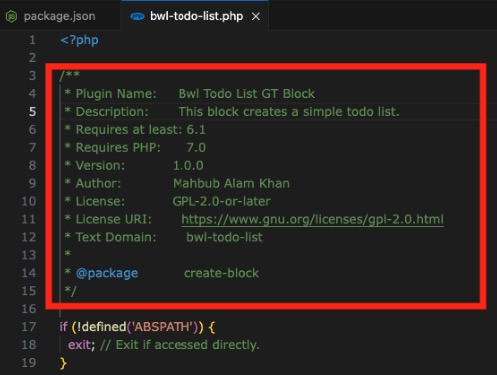 package.json bwl-todo-list.php
1 <?php
2
3 /**
4 * Plugin Name: Bwl Todo List GT Block
5 * Description: This block creates a simple todo list.
6 * Requires at least: 6.1
7 * Requires PHP: 7.0
8 * Version: 1.0.0
9 * Author: Mahbub Alam Khan
10 * License: GPL-2.0-or-later
11 * License URI: https://www.gnu.org/licenses/gpl-2.0.html
12 * Text Domain: bwl-todo-list
13 *
14 * @package create-block
15 */
16
17 if (!defined('ABSPATH')) {
18 exit; // Exit if accessed directly.
19 }